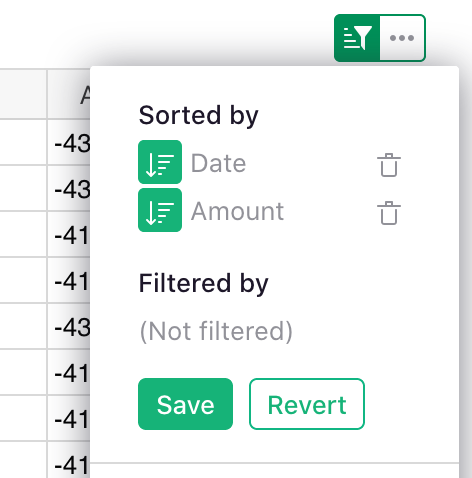 A
-43
-43
-41
-41
-43
-41
-41
-41
Sorted by
Date
Amount
Filtered by
(Not filtered)
Save
Revert